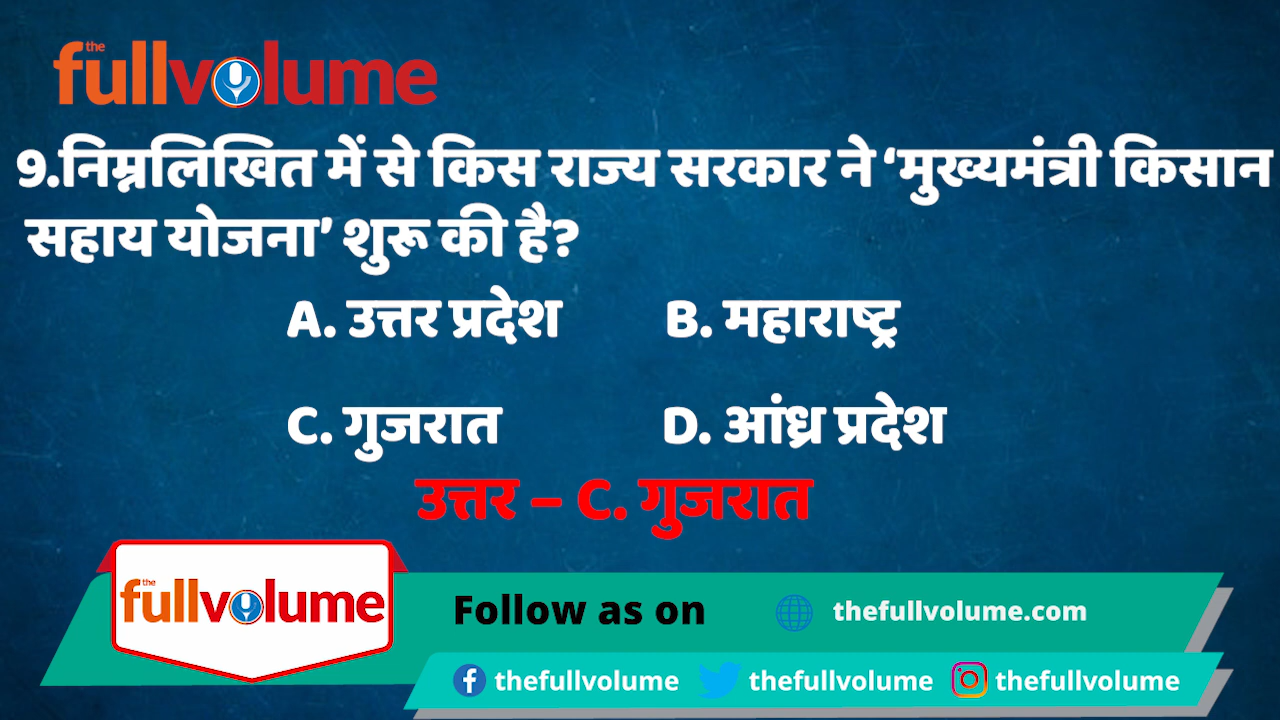 the
fullvolume
9.निम्नलिखित में से किस राज्य सरकार ने ‘मुख्यमंत्री किसान
सहाय योजना’ शुरू की है?
A. उत्तर प्रदेश B. महाराष्ट्र
C. गुजरात D. आंध्र प्रदेश
उत्तर – C. गुजरात
the
fullvolume
Follow as on thefullvolume.com
thefullvolume thefullvolume thefullvolume